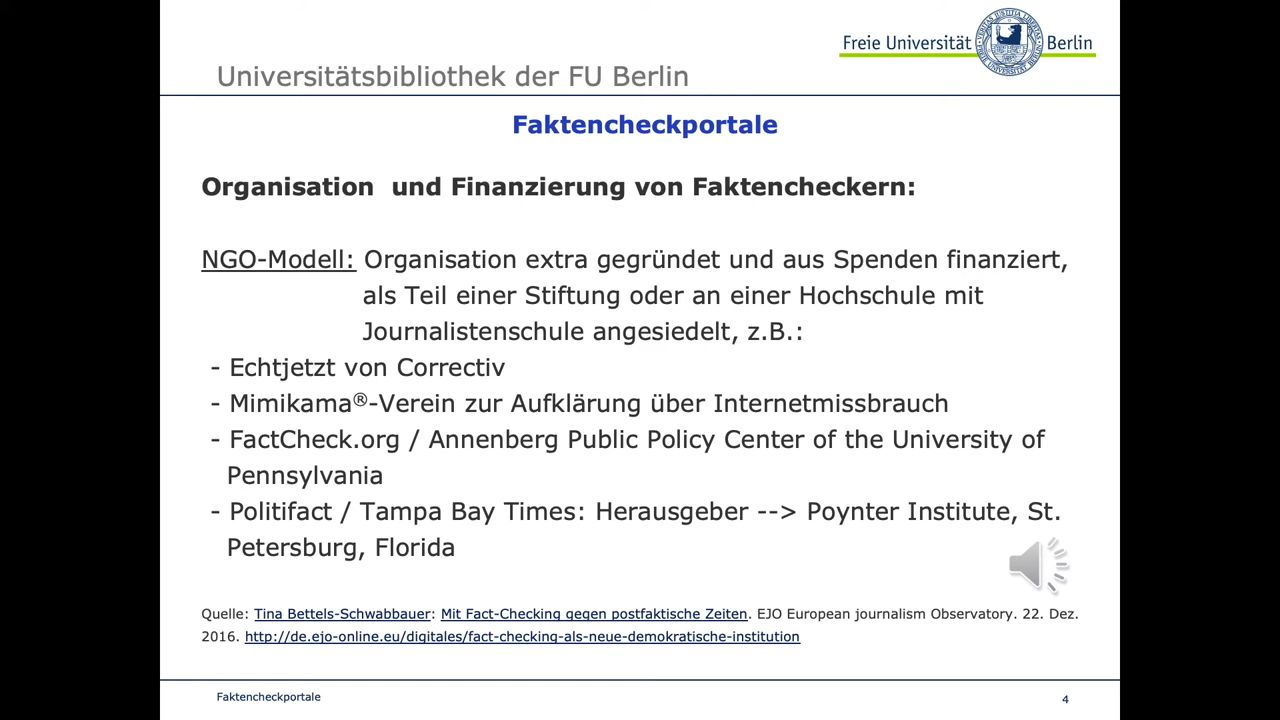 Freie Universität Berlin
Universitätsbibliothek der FU Berlin
Faktencheckportale
Organisation und Finanzierung von Faktencheckern:
NGO-Modell: Organisation extra gegründet und aus Spenden finanziert,
als Teil einer Stiftung oder an einer Hochschule mit
Journalistenschule angesiedelt, z.B.:
- Echtjetzt von Correctiv
- Mimikama®-Verein zur Aufklärung über Internetmissbrauch
- FactCheck.org / Annenberg Public Policy Center of the University of
Pennsylvania
- Politifact / Tampa Bay Times: Herausgeber --> Poynter Institute, St.
Petersburg, Florida
Quelle: Tina Bettels-Schwabbauer: Mit Fact-Checking gegen postfaktische Zeiten. EJO European journalism Observatory. 22. Dez.
2016. http://de.ejo-online.eu/digitales/fact-checking-als-neue-demokratische-institution
Faktencheckportale
4